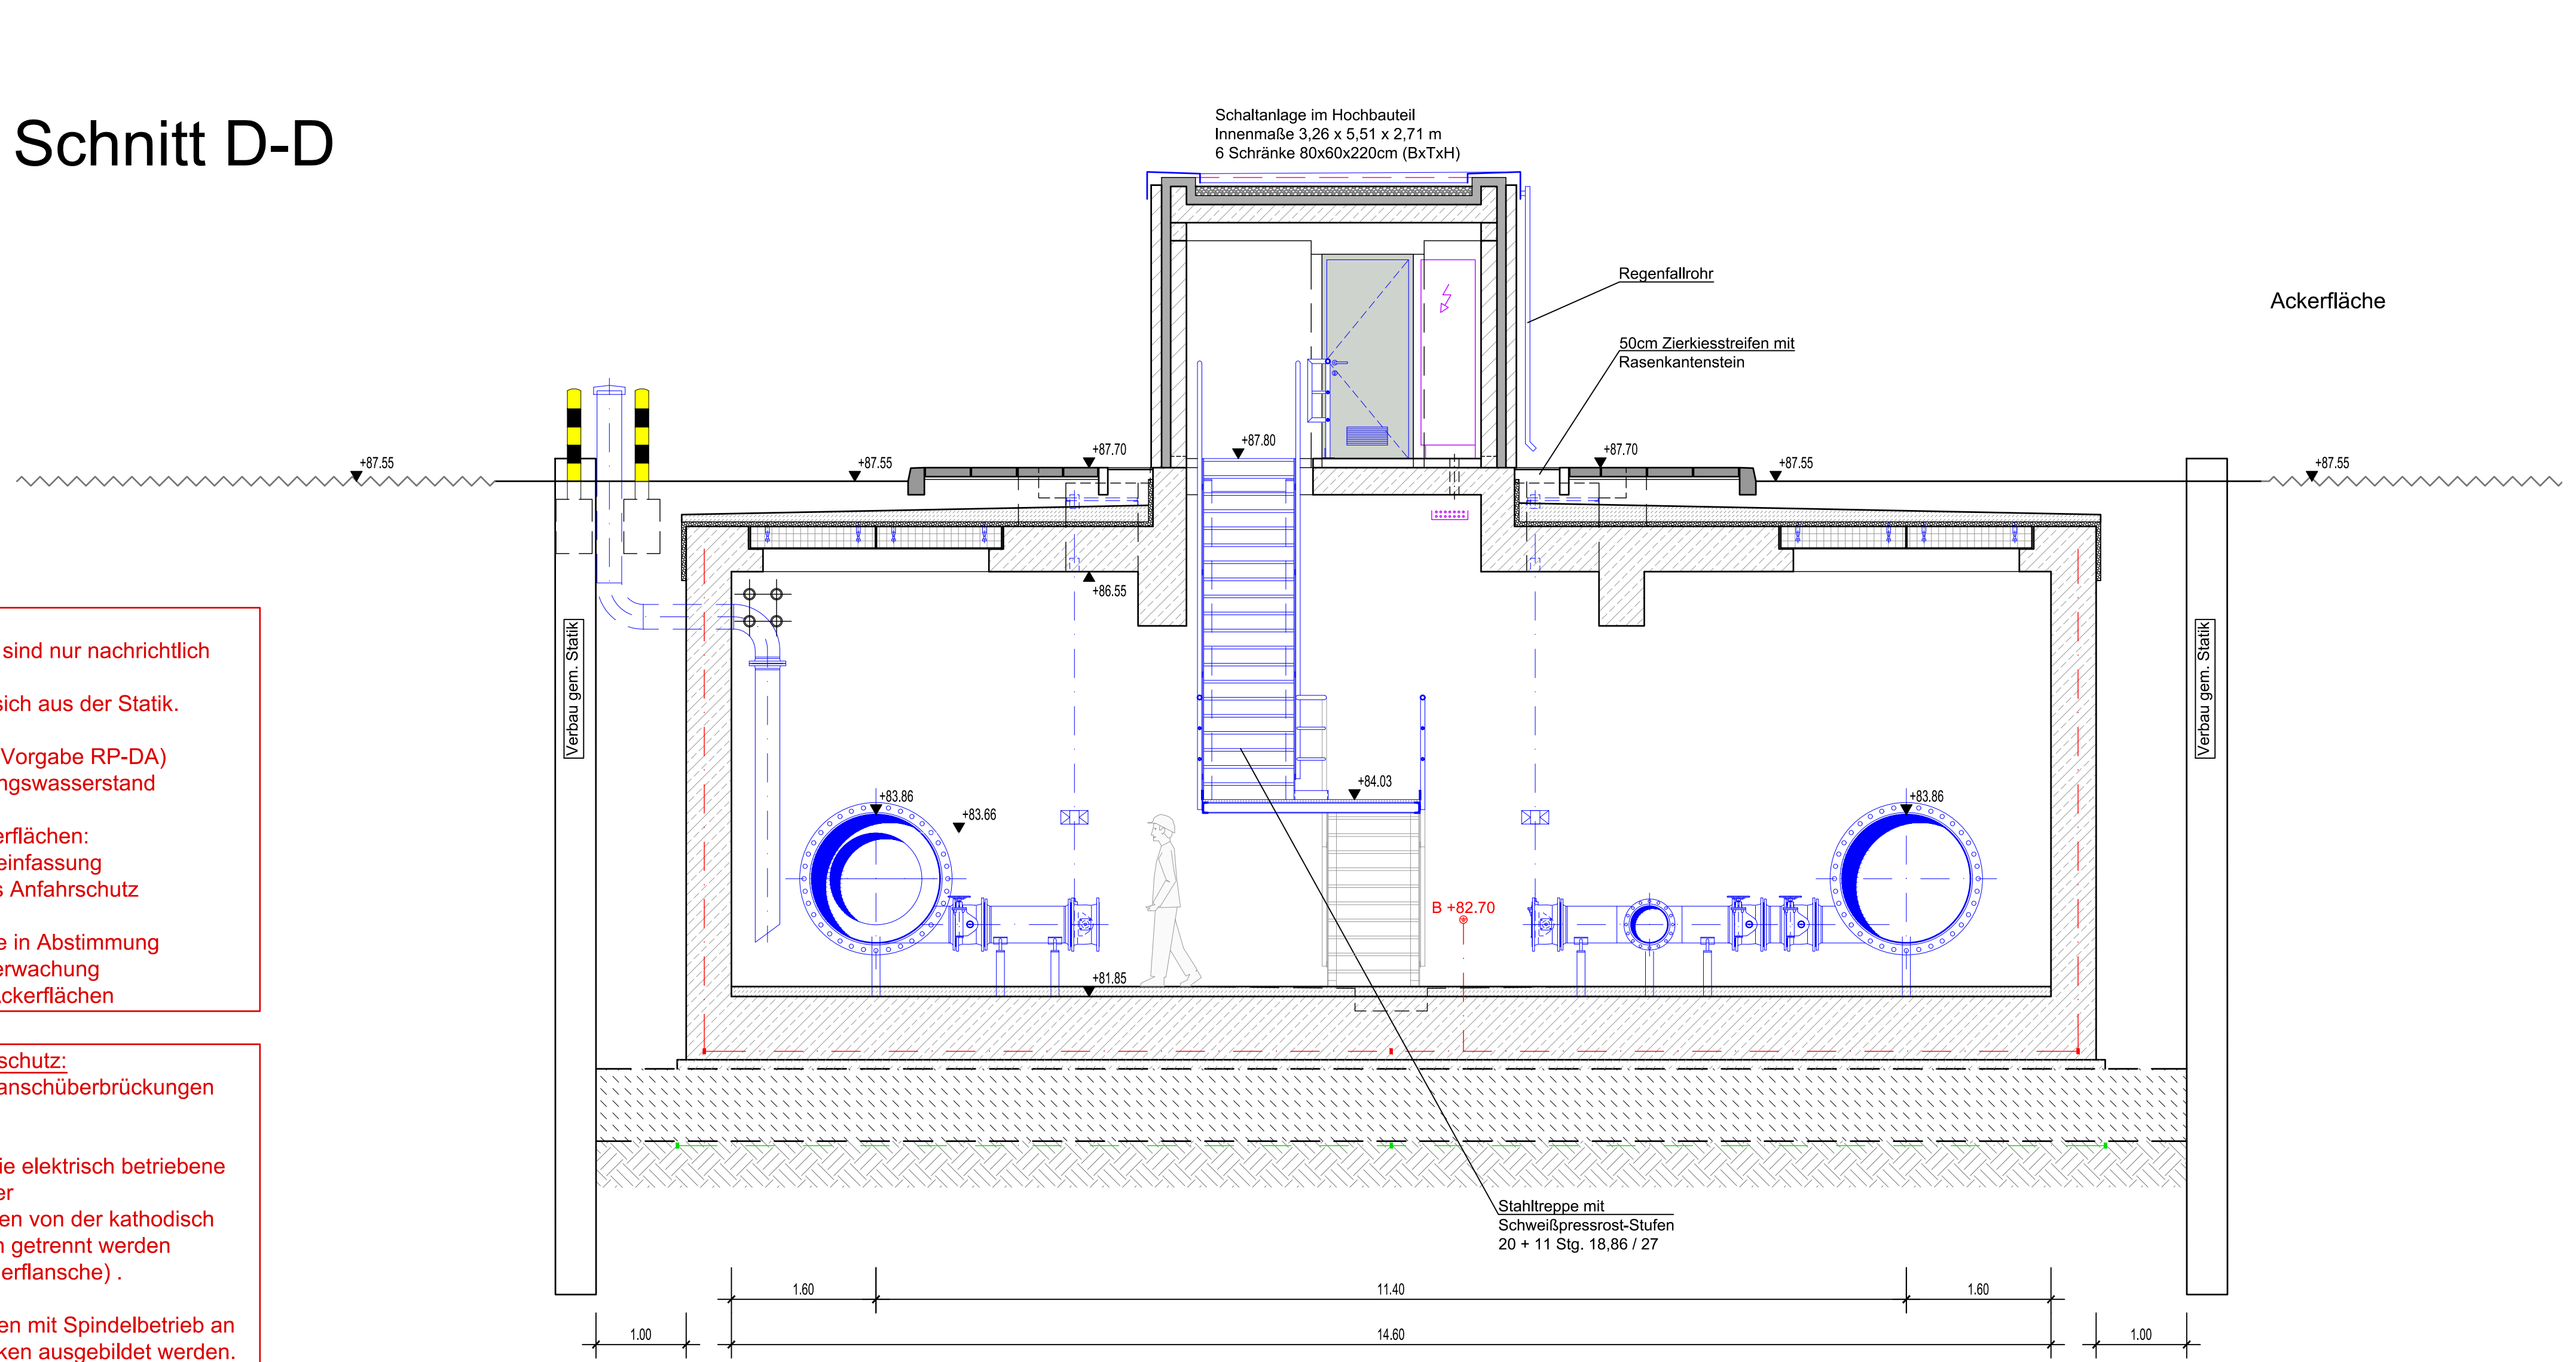 Schnitt D-D
Schaltanlage im Hochbauteil
Innenmaße 3,26 x 5,51 x 2,71 m
6 Schränke 80x60x220cm (BxTxH)
Regenfallrohr
Ackerfläche
50cm Zierkiesstreifen mit
Rasenkantenstein
+87.55
+87.55
+87.70
+87.80
+87.70
+87.55
+87.55
+86.55
Verbau gem. Statik
Verbau gem. Statik
+83.86
+83.66
+84.03
+83.86
B +82.70
+81.85
sind nur nachrichtlich
sich aus der Statik.
Vorgabe RP-DA)
ngswasserstand
erflächen:
einfassung
s Anfahrschutz
e in Abstimmung
erwachung
Ackerflächen
schutz:
anschüberbrückungen
ie elektrisch betriebene
er
en von der kathodisch
n getrennt werden
erflansche) .
en mit Spindelbetrieb an
ken ausgebildet werden.
Stahltreppe mit
Schweißpressrost-Stufen
20 + 11 Stg. 18,86 / 27
1.60
11.40
1.60
1.00
14.60
1.00